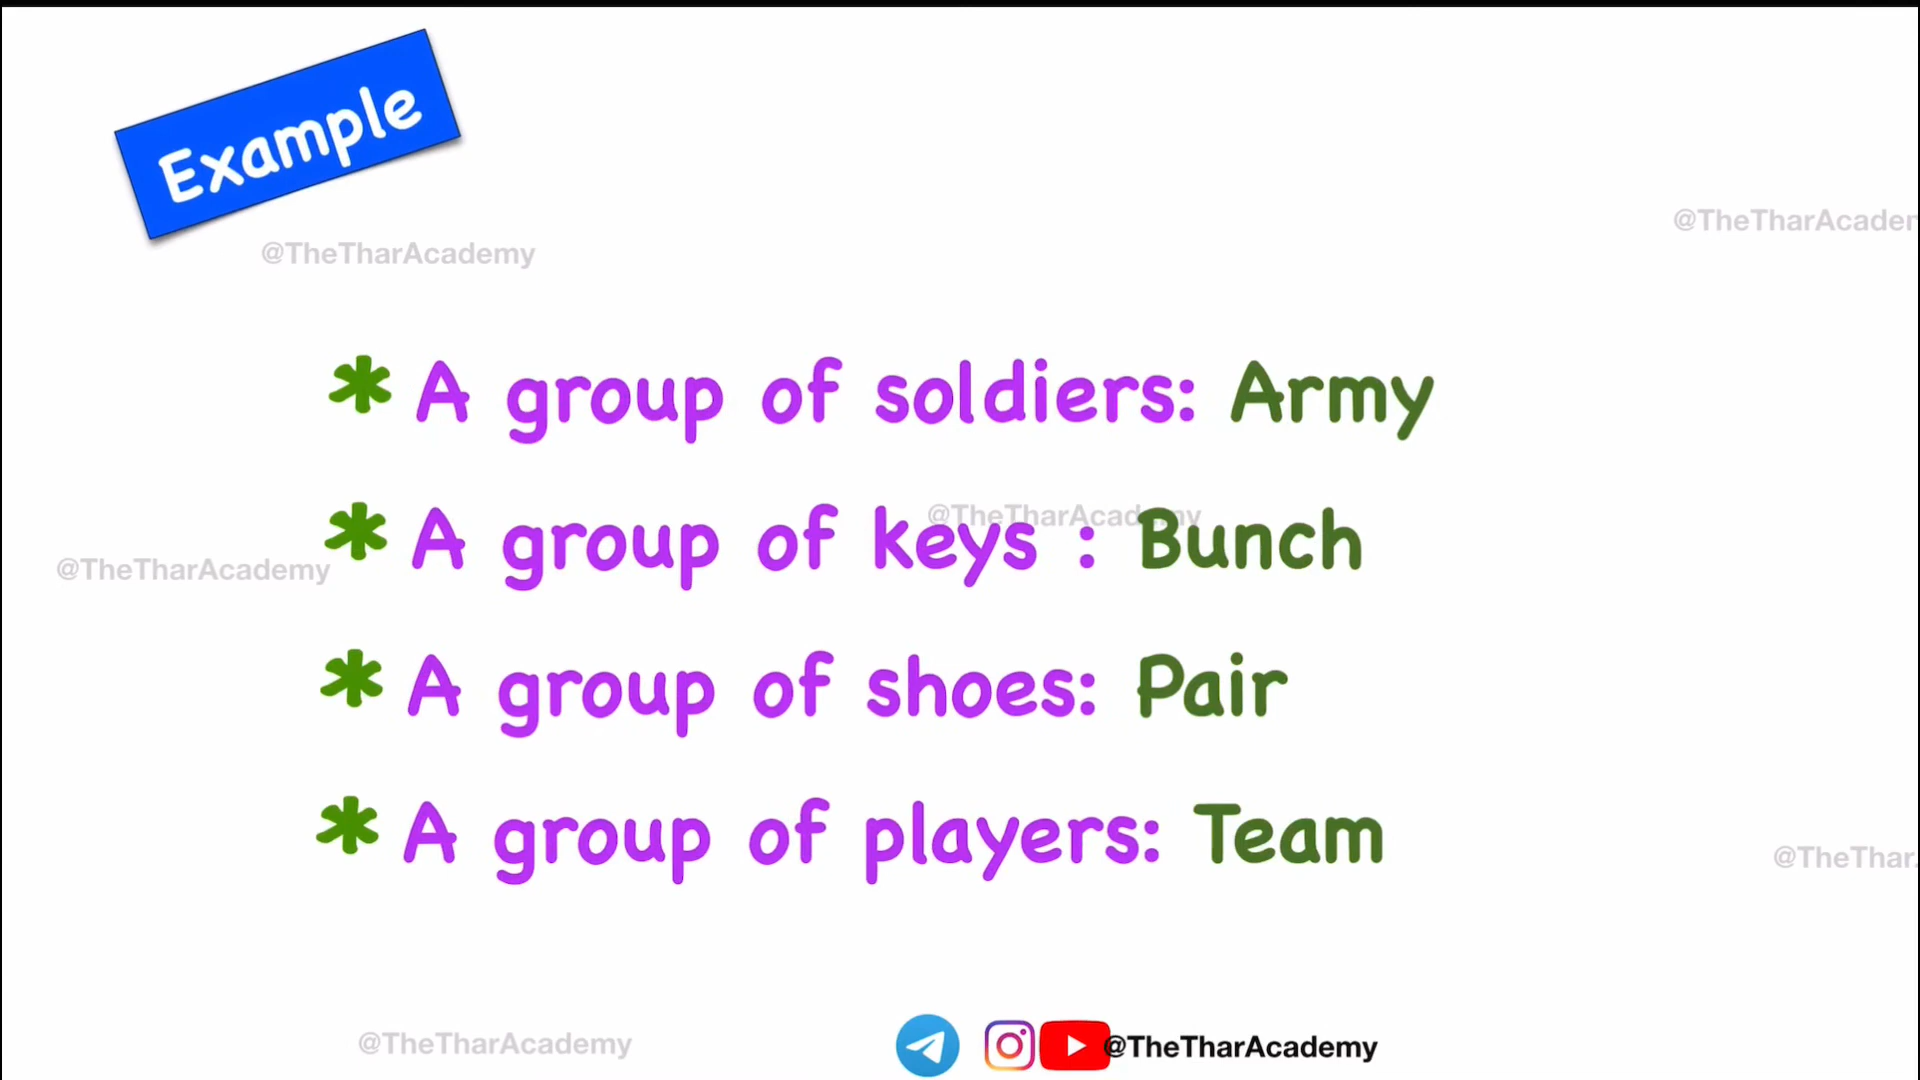 Example
@TheTharAcademy
@TheTharAcader
* A group of soldiers: Army
@TheTharAcademy
* A group of keys : Bunch
@TheTharAcademy
* A group of shoes: Pair
* A group of players: Team
@TheThar
@TheTharAcademy
@TheTharAcademy